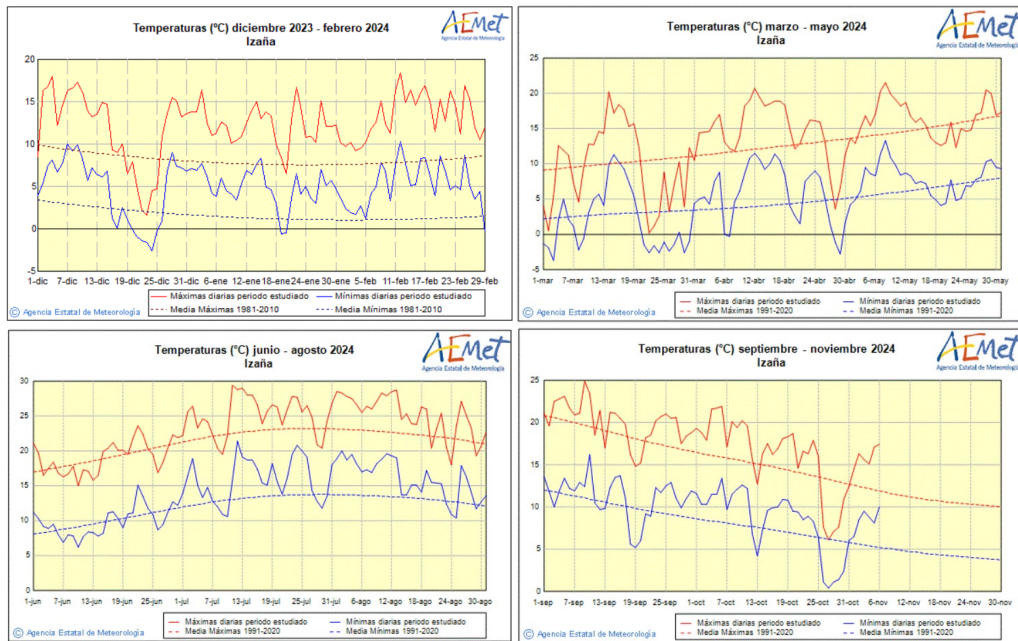 Temperaturas (ºC) diciembre 2023 - febrero 2024
Izaña
AEMet
Agencia Estatal de Meteorología
20
15
10
5
0
-5
1-dic 7-dic 13-dic 19-dic 25-dic 31-dic 6-ene 12-ene 18-ene 24-ene 30-ene 5-feb 11-feb 17-feb 23-feb 29-feb
Máximas diarias periodo estudiado Mínimas diarias periodo estudiado
Media Máximas 1981-2010 Media Mínimas 1981-2010
© Agencia Estatal de Meteorología
Temperaturas (ºC) marzo - mayo 2024
Izaña
AEMet
Agencia Estatal de Meteorología
25
20
15
10
5
0
-5
1-mar 7-mar 13-mar 19-mar 25-mar 31-mar 6-abr 12-abr 18-abr 24-abr 30-abr 6-may 12-may 18-may 24-may 30-may
Máximas diarias periodo estudiado Mínimas diarias periodo estudiado
Media Máximas 1991-2020 Media Mínimas 1991-2020
© Agencia Estatal de Meteorología
Temperaturas (ºC) junio - agosto 2024
Izaña
AEMet
Agencia Estatal de Meteorología
30
25
20
15
10
5
0
1-jun 7-jun 13-jun 19-jun 25-jun 1-jul 7-jul 13-jul 19-jul 25-jul 31-jul 6-ago 12-ago 18-ago 24-ago 30-ago
Máximas diarias periodo estudiado Mínimas diarias periodo estudiado
Media Máximas 1991-2020 Media Mínimas 1991-2020
© Agencia Estatal de Meteorología
Temperaturas (ºC) septiembre - noviembre 2024
Izaña
AEMet
Agencia Estatal de Meteorología
25
20
15
10
5
0
1-sep 7-sep 13-sep 19-sep 25-sep 1-oct 7-oct 13-oct 19-oct 25-oct 31-oct 6-nov 12-nov 18-nov 24-nov 30-nov
Máximas diarias periodo estudiado Mínimas diarias periodo estudiado
Media Máximas 1991-2020 Media Mínimas 1991-2020
© Agencia Estatal de Meteorología